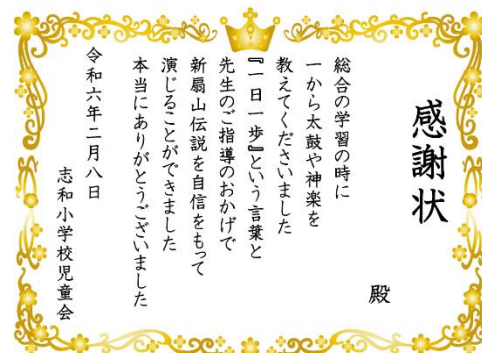 感謝状
殿
総合の学習の時に
一から太鼓や神楽を
教えてくださいました
『一日一歩』という言葉と
先生のご指導のおかげで
新扇山伝説を自信をもって
演じることができました
本当にありがとうございました
令和六年二月八日
志和小学校児童会